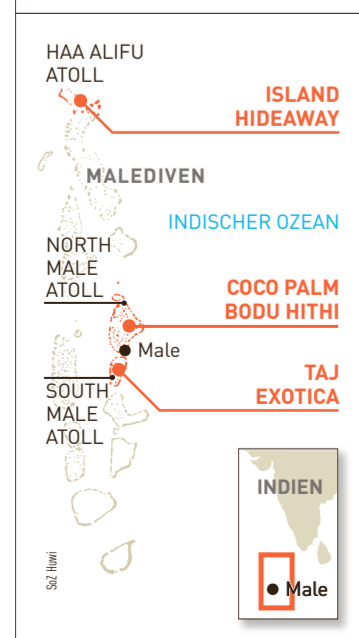 HAA ALIFU
ATOLL
ISLAND
HIDEAWAY
MALEDIVEN
INDISCHER OZEAN
NORTH
MALE
ATOLL
COCO PALM
BODU HITHI
Male
TAJ
EXOTICA
SOUTH
MALE
ATOLL
INDIEN
Male
SoZ Huwi